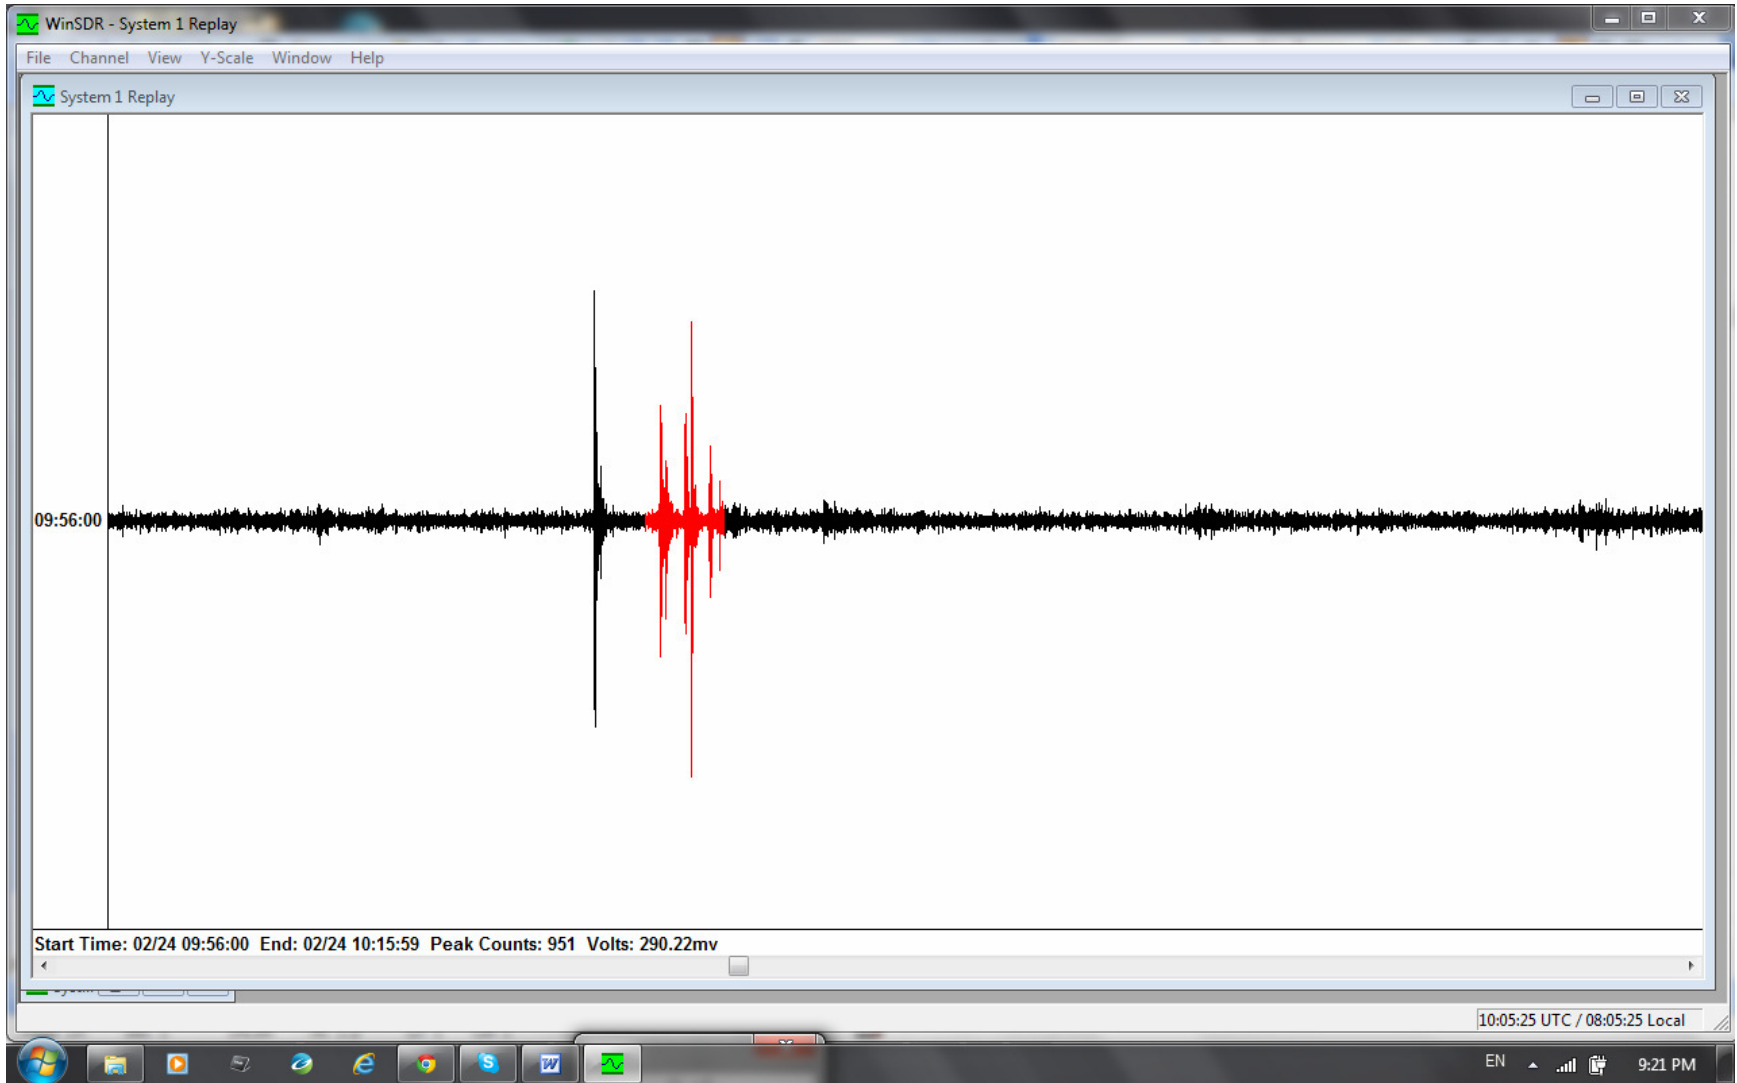 WinSDR - System 1 Replay
File Channel View Y-Scale Window Help
System 1 Replay
09:56:00
Start Time: 02/24 09:56:00 End: 02/24 10:15:59 Peak Counts: 951 Volts: 290.22mv
10:05:25 UTC / 08:05:25 Local
EN 9:21 PM